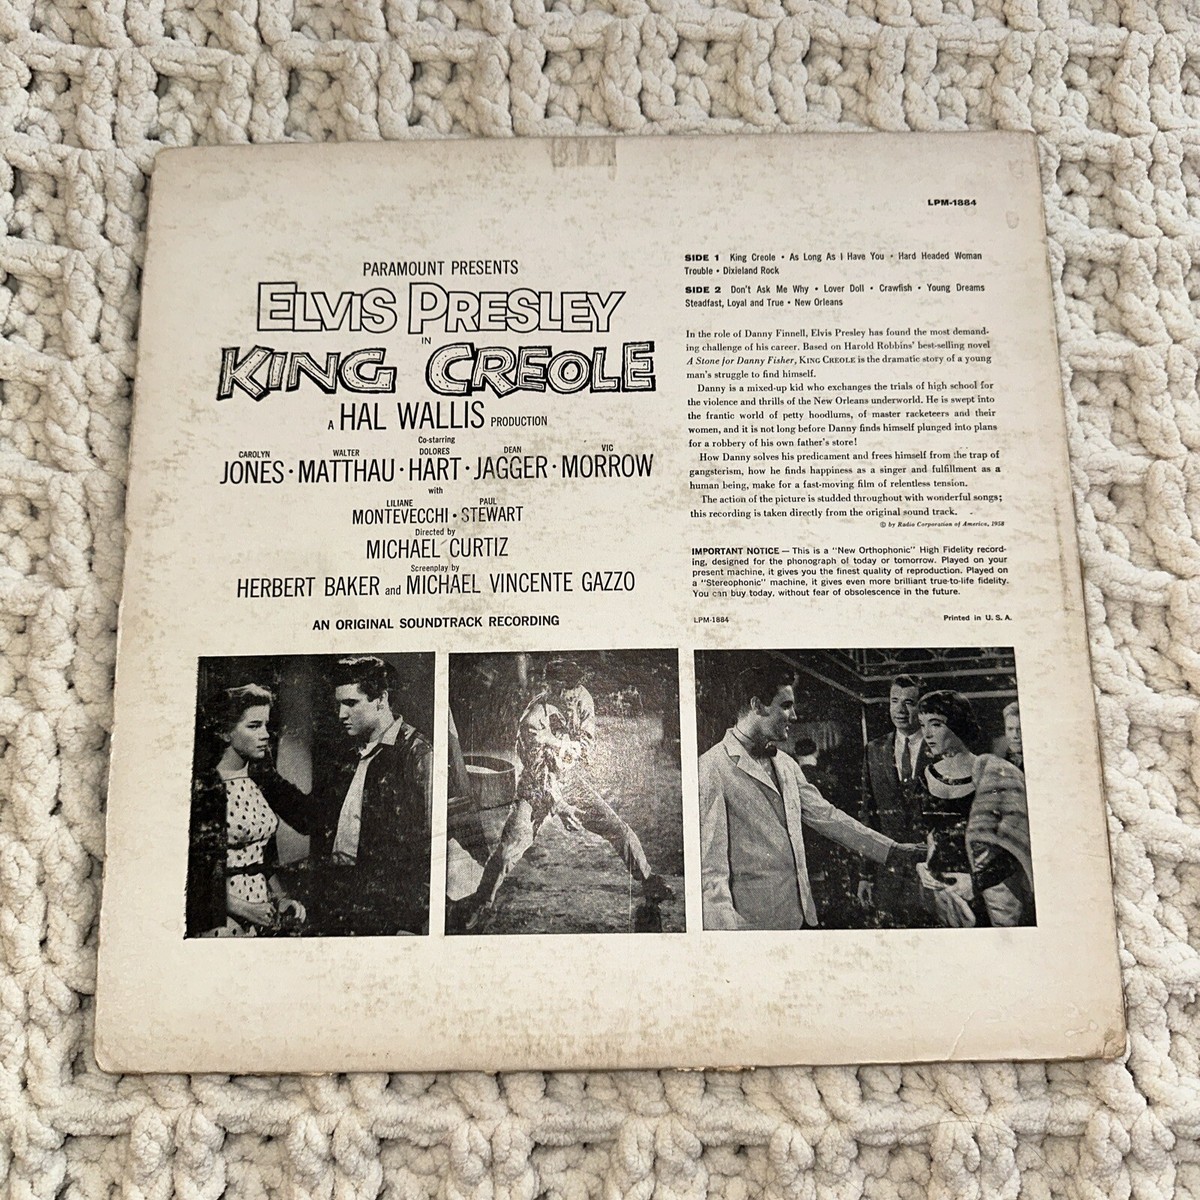 LPM-1884
PARAMOUNT PRESENTS
ELVIS PRESLEY
IN
KING CREOLE
A HAL WALLIS PRODUCTION
Co-starring
CAROLYN WALTER DOLORES DEAN VIC
JONES · MATTHAU · HART · JAGGER · MORROW
with
LILIANE PAUL
MONTEVECCHI · STEWART
Directed by
MICHAEL CURTIZ
Screenplay by
HERBERT BAKER and MICHAEL VINCENTE GAZZO
AN ORIGINAL SOUNDTRACK RECORDING
SIDE 1 King Creole • As Long As I Have You • Hard Headed Woman
Trouble • Dixieland Rock
SIDE 2 Don't Ask Me Why • Lover Doll • Crawfish • Young Dreams
Steadfast, Loyal and True • New Orleans
In the role of Danny Finnell, Elvis Presley has found the most demand-
ing challenge of his career. Based on Harold Robbins' best-selling novel
A Stone for Danny Fisher, KING CREOLE is the dramatic story of a young
man's struggle to find himself.
Danny is a mixed-up kid who exchanges the trials of high school for
the violence and thrills of the New Orleans underworld. He is swept into
the frantic world of petty hoodlums, of master racketeers and their
women, and it is not long before Danny finds himself plunged into plans
for a robbery of his own father's store!
How Danny solves his predicament and frees himself from the trap of
gangsterism, how he finds happiness as a singer and fulfillment as a
human being, make for a fast-moving film of relentless tension.
The action of the picture is studded throughout with wonderful songs;
this recording is taken directly from the original sound track.
© by Radio Corporation of America, 1958
IMPORTANT NOTICE — This is a "New Orthophonic" High Fidelity record-
ing, designed for the phonograph of today or tomorrow. Played on your
present machine, it gives you the finest quality of reproduction. Played on
a "Stereophonic" machine, it gives even more brilliant true-to-life fidelity.
You can buy today, without fear of obsolescence in the future.
LPM-1884 Printed in U. S. A.